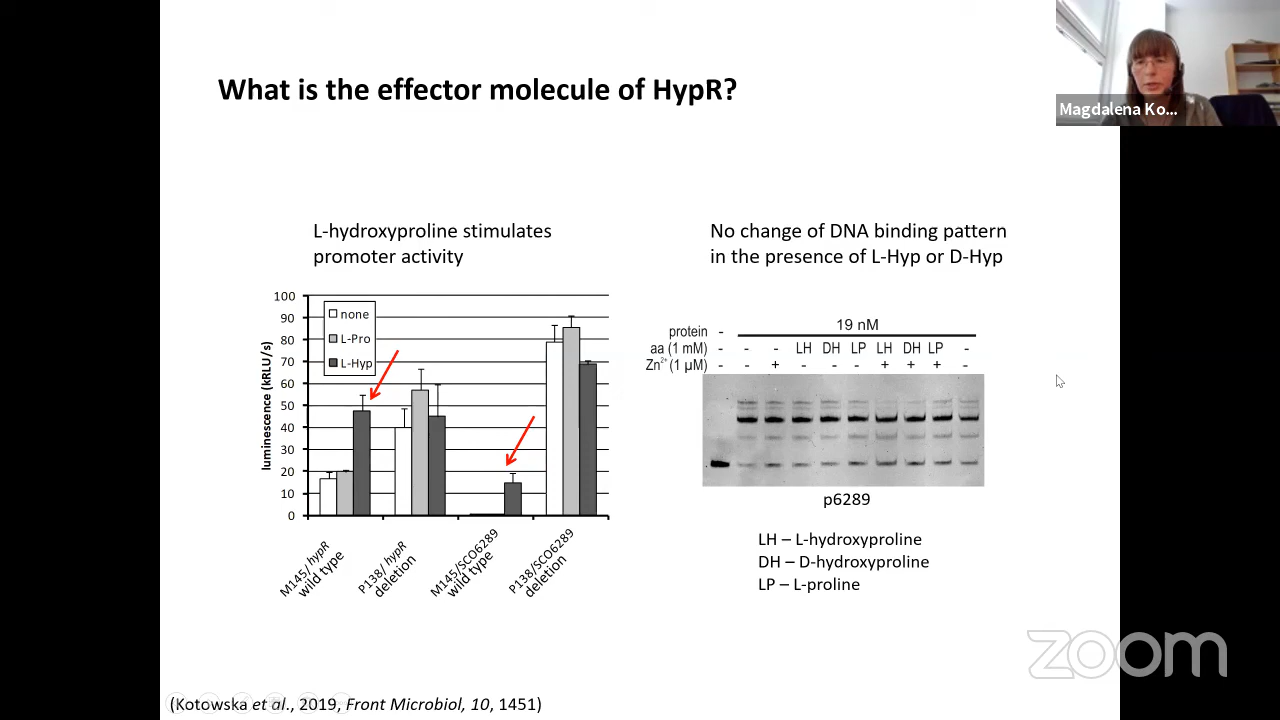 What is the effector molecule of HypR?
Magdalena Ko...
L-hydroxyproline stimulates
promoter activity
No change of DNA binding pattern
in the presence of L-Hyp or D-Hyp
luminescence (kRLU/s)
100
90
80
70
60
50
40
30
20
10
0
none
L-Pro
L-Hyp
M145/hypR
wild type
P138/hypR
deletion
M145/SCO6289
wild type
P138/SCO6289
deletion
19 nM
protein -
aa (1 mM) - - - LH DH LP LH DH LP -
Zn²⁺(1 µM) - - + - - - + + + -
p6289
LH – L-hydroxyproline
DH – D-hydroxyproline
LP – L-proline
(Kotowska et al., 2019, Front Microbiol, 10, 1451)
zoom